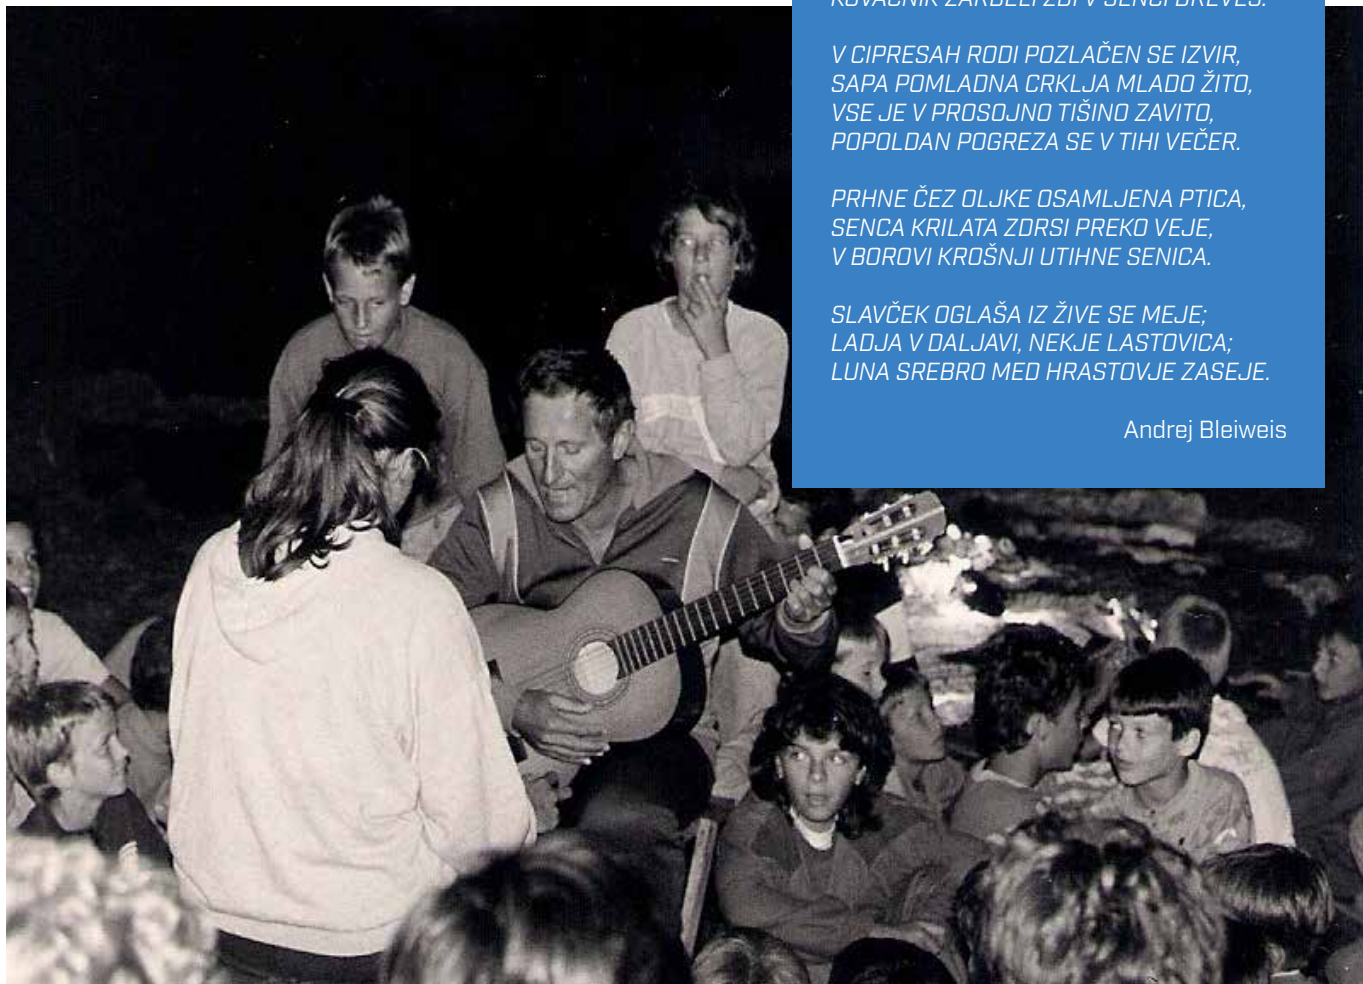 V CIPRESAH RODI POZLAČEN SE IZVIR,
SAPA POMLADNA CRKLJA MLADO ŽITO,
VSE JE V PROSOJNO TIŠINO ZAVITO,
POPOLDAN POGREZA SE V TIHI VEČER.
PRHNE ČEZ OLJKE OSAMLJENA PTICA,
SENCA KRILATA ZDRSI PREKO VEJE,
V BOROVI KROŠNJI UTIHNE SENICA.
SLAVČEK OGLAŠA IZ ŽIVE SE MEJE;
LADJA V DALJAVI, NEKJE LASTOVICA;
LUNA SREBRO MED HRASTOVJE ZASEJE.
Andrej Bleiweis